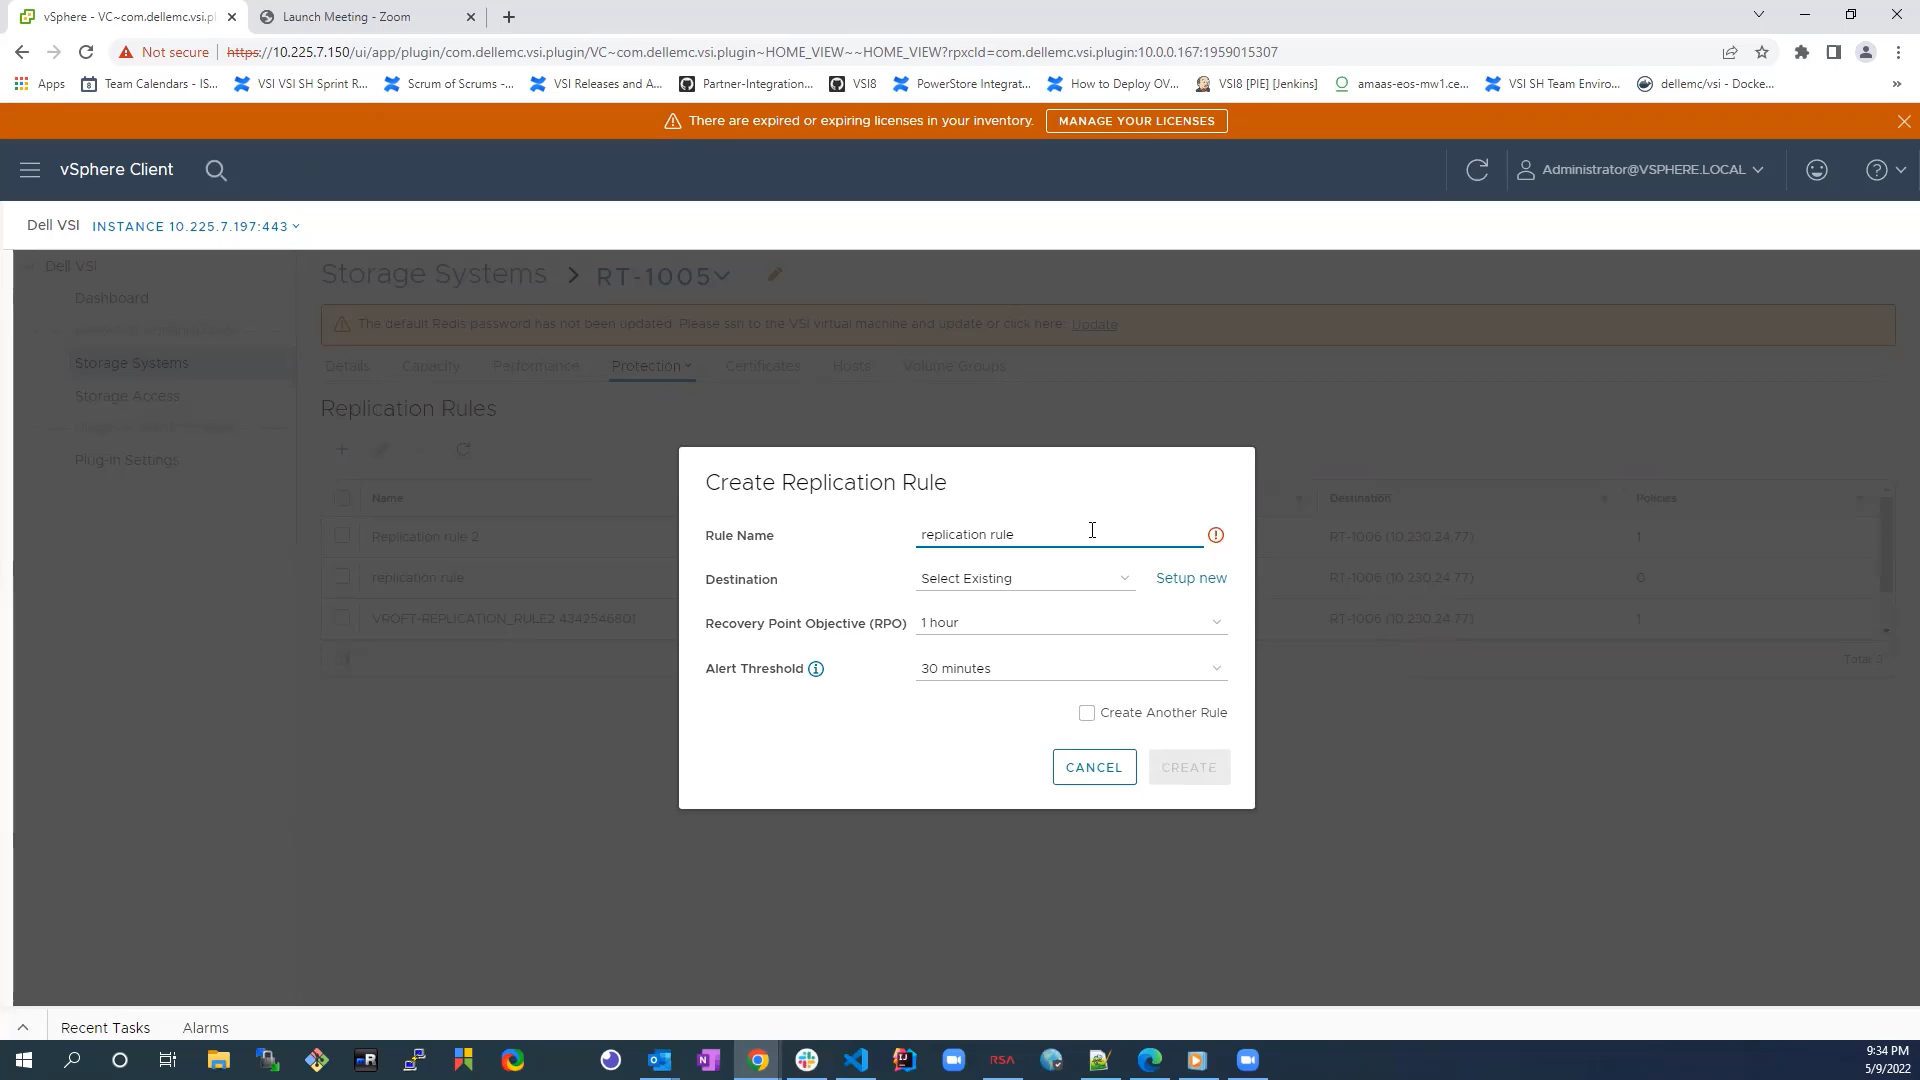 vSphere - VC~com.dellemc.vsi.pl
Launch Meeting - Zoom
Not secure
https://10.225.7.150/ui/app/plugin/com.dellemc.vsi.plugin/VC~com.dellemc.vsi.plugin~HOME_VIEW~~HOME_VIEW?rpxcId=com.dellemc.vsi.plugin:10.0.0.167:1959015307
Apps
Team Calendars - IS...
VSI VSI SH Sprint R...
Scrum of Scrums -...
VSI Releases and A...
Partner-Integration...
VSI8
PowerStore Integrat...
How to Deploy OV...
VSI8 [PIE] [Jenkins]
amaas-eos-mw1.ce...
VSI SH Team Enviro...
dellemc/vsi - Docke...
There are expired or expiring licenses in your inventory.
MANAGE YOUR LICENSES
vSphere Client
Administrator@VSPHERE.LOCAL
Dell VSI
INSTANCE 10.225.7.197:443
Dell VSI
Dashboard
Storage Systems
Storage Access
Plug-in Settings
Storage Systems > RT-1005
The default Redis password has not been updated. Please ssh to the VSI virtual machine and update or click here: Update
Details
Capacity
Performance
Protection
Certificates
Hosts
Volume Groups
Replication Rules
Name
Destination
Policies
Replication rule 2
RT-1006 (10.230.24.77)
1
replication rule
RT-1006 (10.230.24.77)
0
VROFT-REPLICATION_RULE2 4342546801
RT-1006 (10.230.24.77)
1
Total 3
Create Replication Rule
Rule Name
replication rule
Destination
Select Existing
Setup new
Recovery Point Objective (RPO)
1 hour
Alert Threshold
30 minutes
Create Another Rule
CANCEL
CREATE
Recent Tasks
Alarms
RSA
9:34 PM
5/9/2022